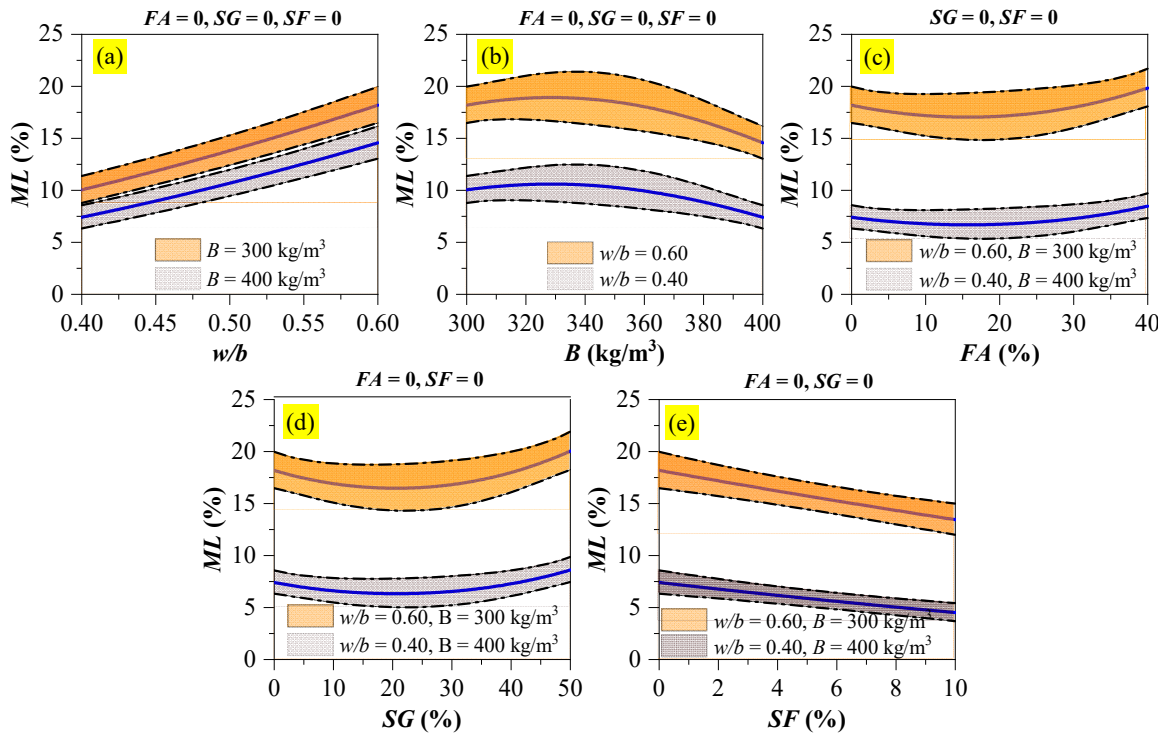 FA = 0, SG = 0, SF = 0
(a)
ML (%)
25
20
15
10
5
0
B = 300 kg/m³
B = 400 kg/m³
0.40 0.45 0.50 0.55 0.60
w/b
FA = 0, SG = 0, SF = 0
(b)
ML (%)
25
20
15
10
5
0
w/b = 0.60
w/b = 0.40
300 320 340 360 380 400
B (kg/m³)
SG = 0, SF = 0
(c)
ML (%)
25
20
15
10
5
0
w/b = 0.60, B = 300 kg/m³
w/b = 0.40, B = 400 kg/m³
0 10 20 30 40
FA (%)
FA = 0, SF = 0
(d)
ML (%)
25
20
15
10
5
0
w/b = 0.60, B = 300 kg/m³
w/b = 0.40, B = 400 kg/m³
0 10 20 30 40 50
SG (%)
FA = 0, SG = 0
(e)
ML (%)
25
20
15
10
5
0
w/b = 0.60, B = 300 kg/m³
w/b = 0.40, B = 400 kg/m³
0 2 4 6 8 10
SF (%)